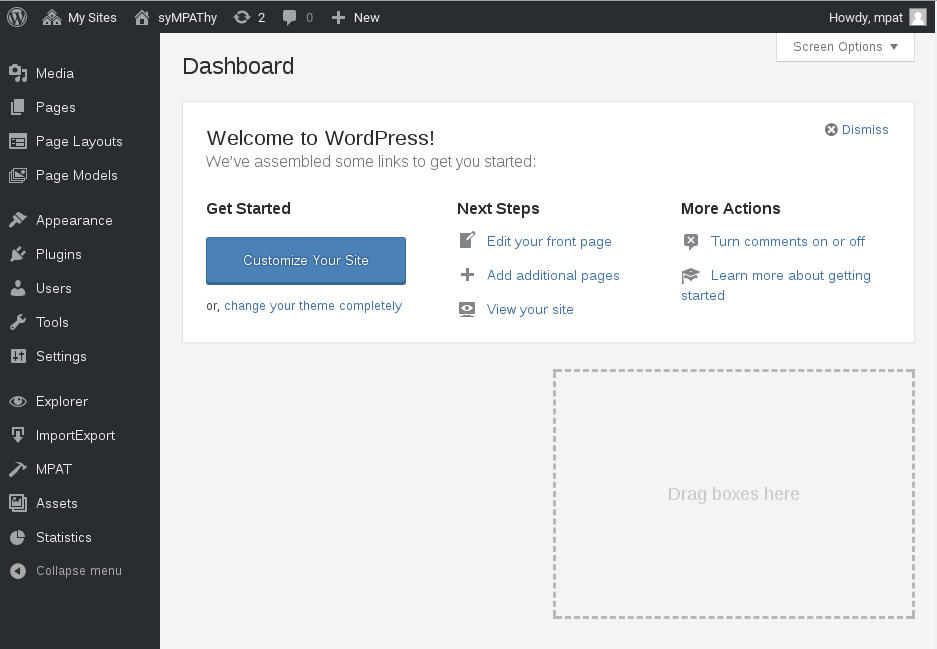 My Sites syMPAThy 2 0 New Howdy, mpat
Screen Options
Media
Pages
Page Layouts
Page Models
Appearance
Plugins
Users
Tools
Settings
Explorer
ImportExport
MPAT
Assets
Statistics
Collapse menu
Dashboard
Welcome to WordPress!
Dismiss
We've assembled some links to get you started:
Get Started
Customize Your Site
or, change your theme completely
Next Steps
Edit your front page
Add additional pages
View your site
More Actions
Turn comments on or off
Learn more about getting
started
Drag boxes here